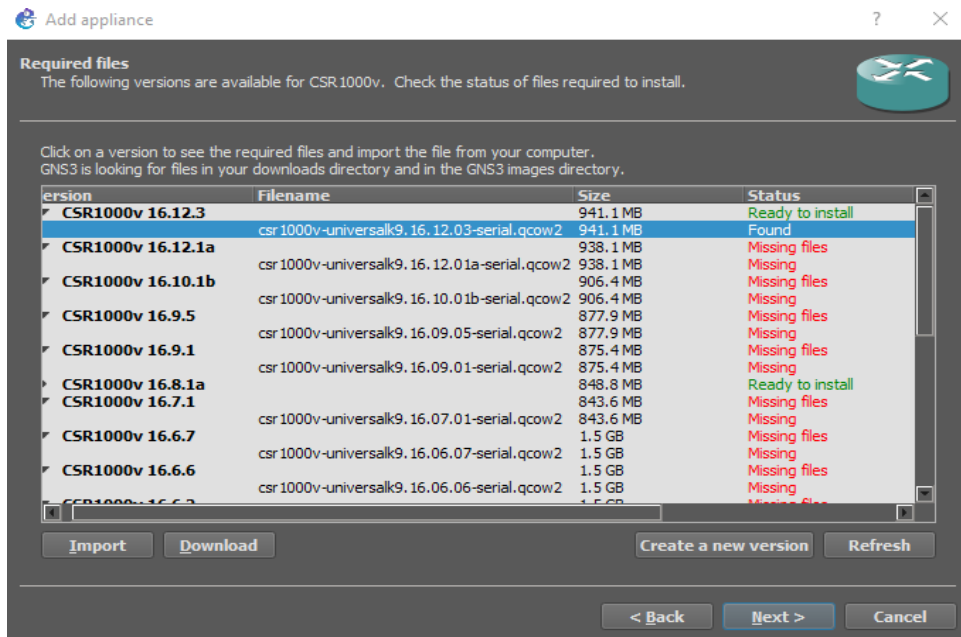 Add appliance
Required files
The following versions are available for CSR1000v. Check the status of files required to install.
Click on a version to see the required files and import the file from your computer.
GNS3 is looking for files in your downloads directory and in the GNS3 images directory.
ersion Filename Size Status
CSR1000v 16.12.3 941.1 MB Ready to install
csr1000v-universalk9.16.12.03-serial.qcow2 941.1 MB Found
CSR1000v 16.12.1a 938.1 MB Missing files
csr1000v-universalk9.16.12.01a-serial.qcow2 938.1 MB Missing
CSR1000v 16.10.1b 906.4 MB Missing files
csr1000v-universalk9.16.10.01b-serial.qcow2 906.4 MB Missing
CSR1000v 16.9.5 877.9 MB Missing files
csr1000v-universalk9.16.09.05-serial.qcow2 877.9 MB Missing
CSR1000v 16.9.1 875.4 MB Missing files
csr1000v-universalk9.16.09.01-serial.qcow2 875.4 MB Missing
CSR1000v 16.8.1a 848.8 MB Ready to install
CSR1000v 16.7.1 843.6 MB Missing files
csr1000v-universalk9.16.07.01-serial.qcow2 843.6 MB Missing
CSR1000v 16.6.7 1.5 GB Missing files
csr1000v-universalk9.16.06.07-serial.qcow2 1.5 GB Missing
CSR1000v 16.6.6 1.5 GB Missing files
csr1000v-universalk9.16.06.06-serial.qcow2 1.5 GB Missing
1.5 GB Missing files
Import Download Create a new version Refresh
< Back Next > Cancel